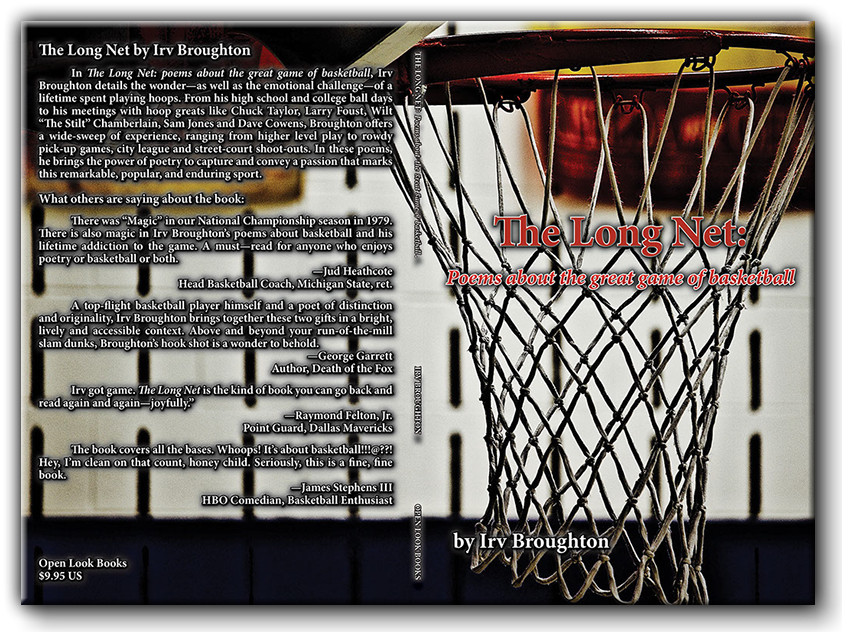 The Long Net by Irv Broughton
In The Long Net: poems about the great game of basketball, Irv
Broughton details the wonder—as well as the emotional challenge—of a
lifetime spent playing hoops. From his high school and college ball days
to his meetings with hoop greats like Chuck Taylor, Larry Foust, Wilt
“The Stilt” Chamberlain, Sam Jones and Dave Cowens, Broughton offers
a wide-sweep of experience, ranging from higher level play to rowdy
pick-up games, city league and street-court shoot-outs. In these poems,
he brings the power of poetry to capture and convey a passion that marks
this remarkable, popular, and enduring sport.
What others are saying about the book:
There was “Magic” in our National Championship season in 1979.
There is also magic in Irv Broughton’s poems about basketball and his
lifetime addiction to the game. A must—read for anyone who enjoys
poetry or basketball or both.
—Jud Heathcote
Head Basketball Coach, Michigan State, ret.
A top-flight basketball player himself and a poet of distinction
and originality, Irv Broughton brings together these two gifts in a bright,
lively and accessible context. Above and beyond your run-of-the-mill
slam dunks, Broughton’s hook shot is a wonder to behold.
—George Garrett
Author, Death of the Fox
Irv got game. The Long Net is the kind of book you can go back and
read again and again—joyfully.”
—Raymond Felton, Jr.
Point Guard, Dallas Mavericks
The book covers all the bases. Whoops! It’s about basketball!!!@??!
Hey, I’m clean on that count, honey child. Seriously, this is a fine, fine
book.
—James Stephens III
HBO Comedian, Basketball Enthusiast
Open Look Books
$9.95 US
THE LONG NET: Poems about the great game of basketball
IRV BROUGHTON
OPEN LOOK BOOKS
The Long Net:
Poems about the great game of basketball
by Irv Broughton